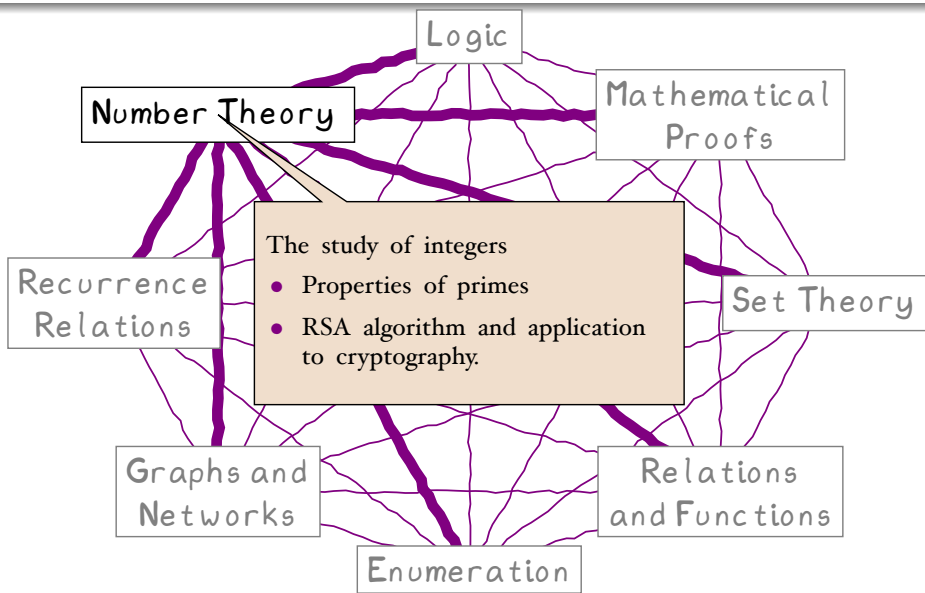 Logic
Number Theory
Mathematical
Proofs
The study of integers
• Properties of primes
• RSA algorithm and application
to cryptography.
Recurrence
Relations
Set Theory
Graphs and
Networks
Relations
and Functions
Enumeration